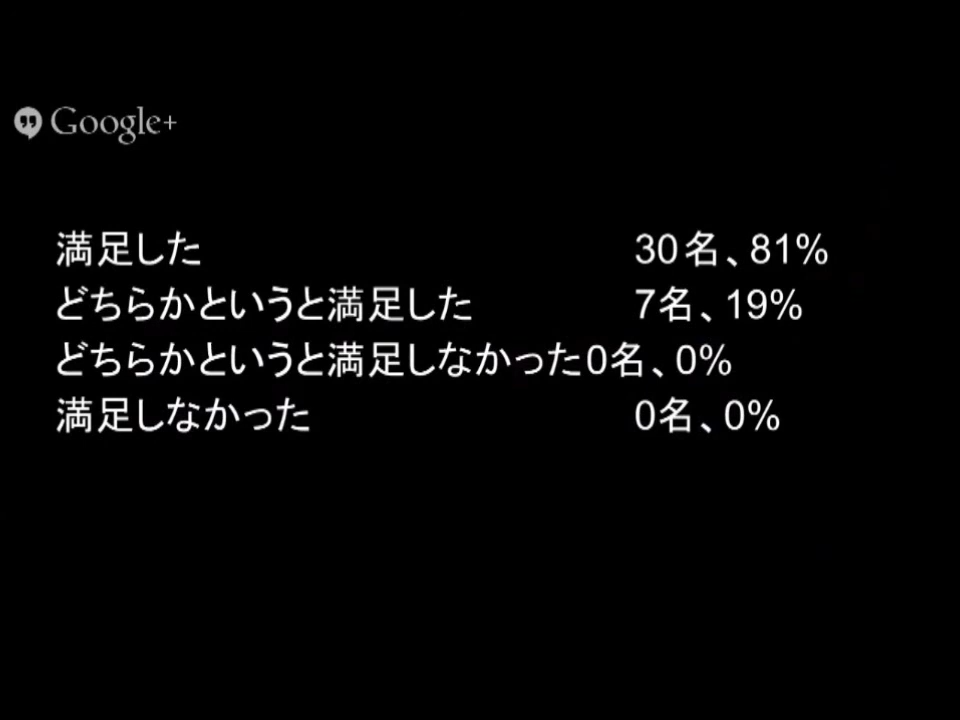 Google+
満足した 30名、81%
どちらかというと満足した 7名、19%
どちらかというと満足しなかった0名、0%
満足しなかった 0名、0%